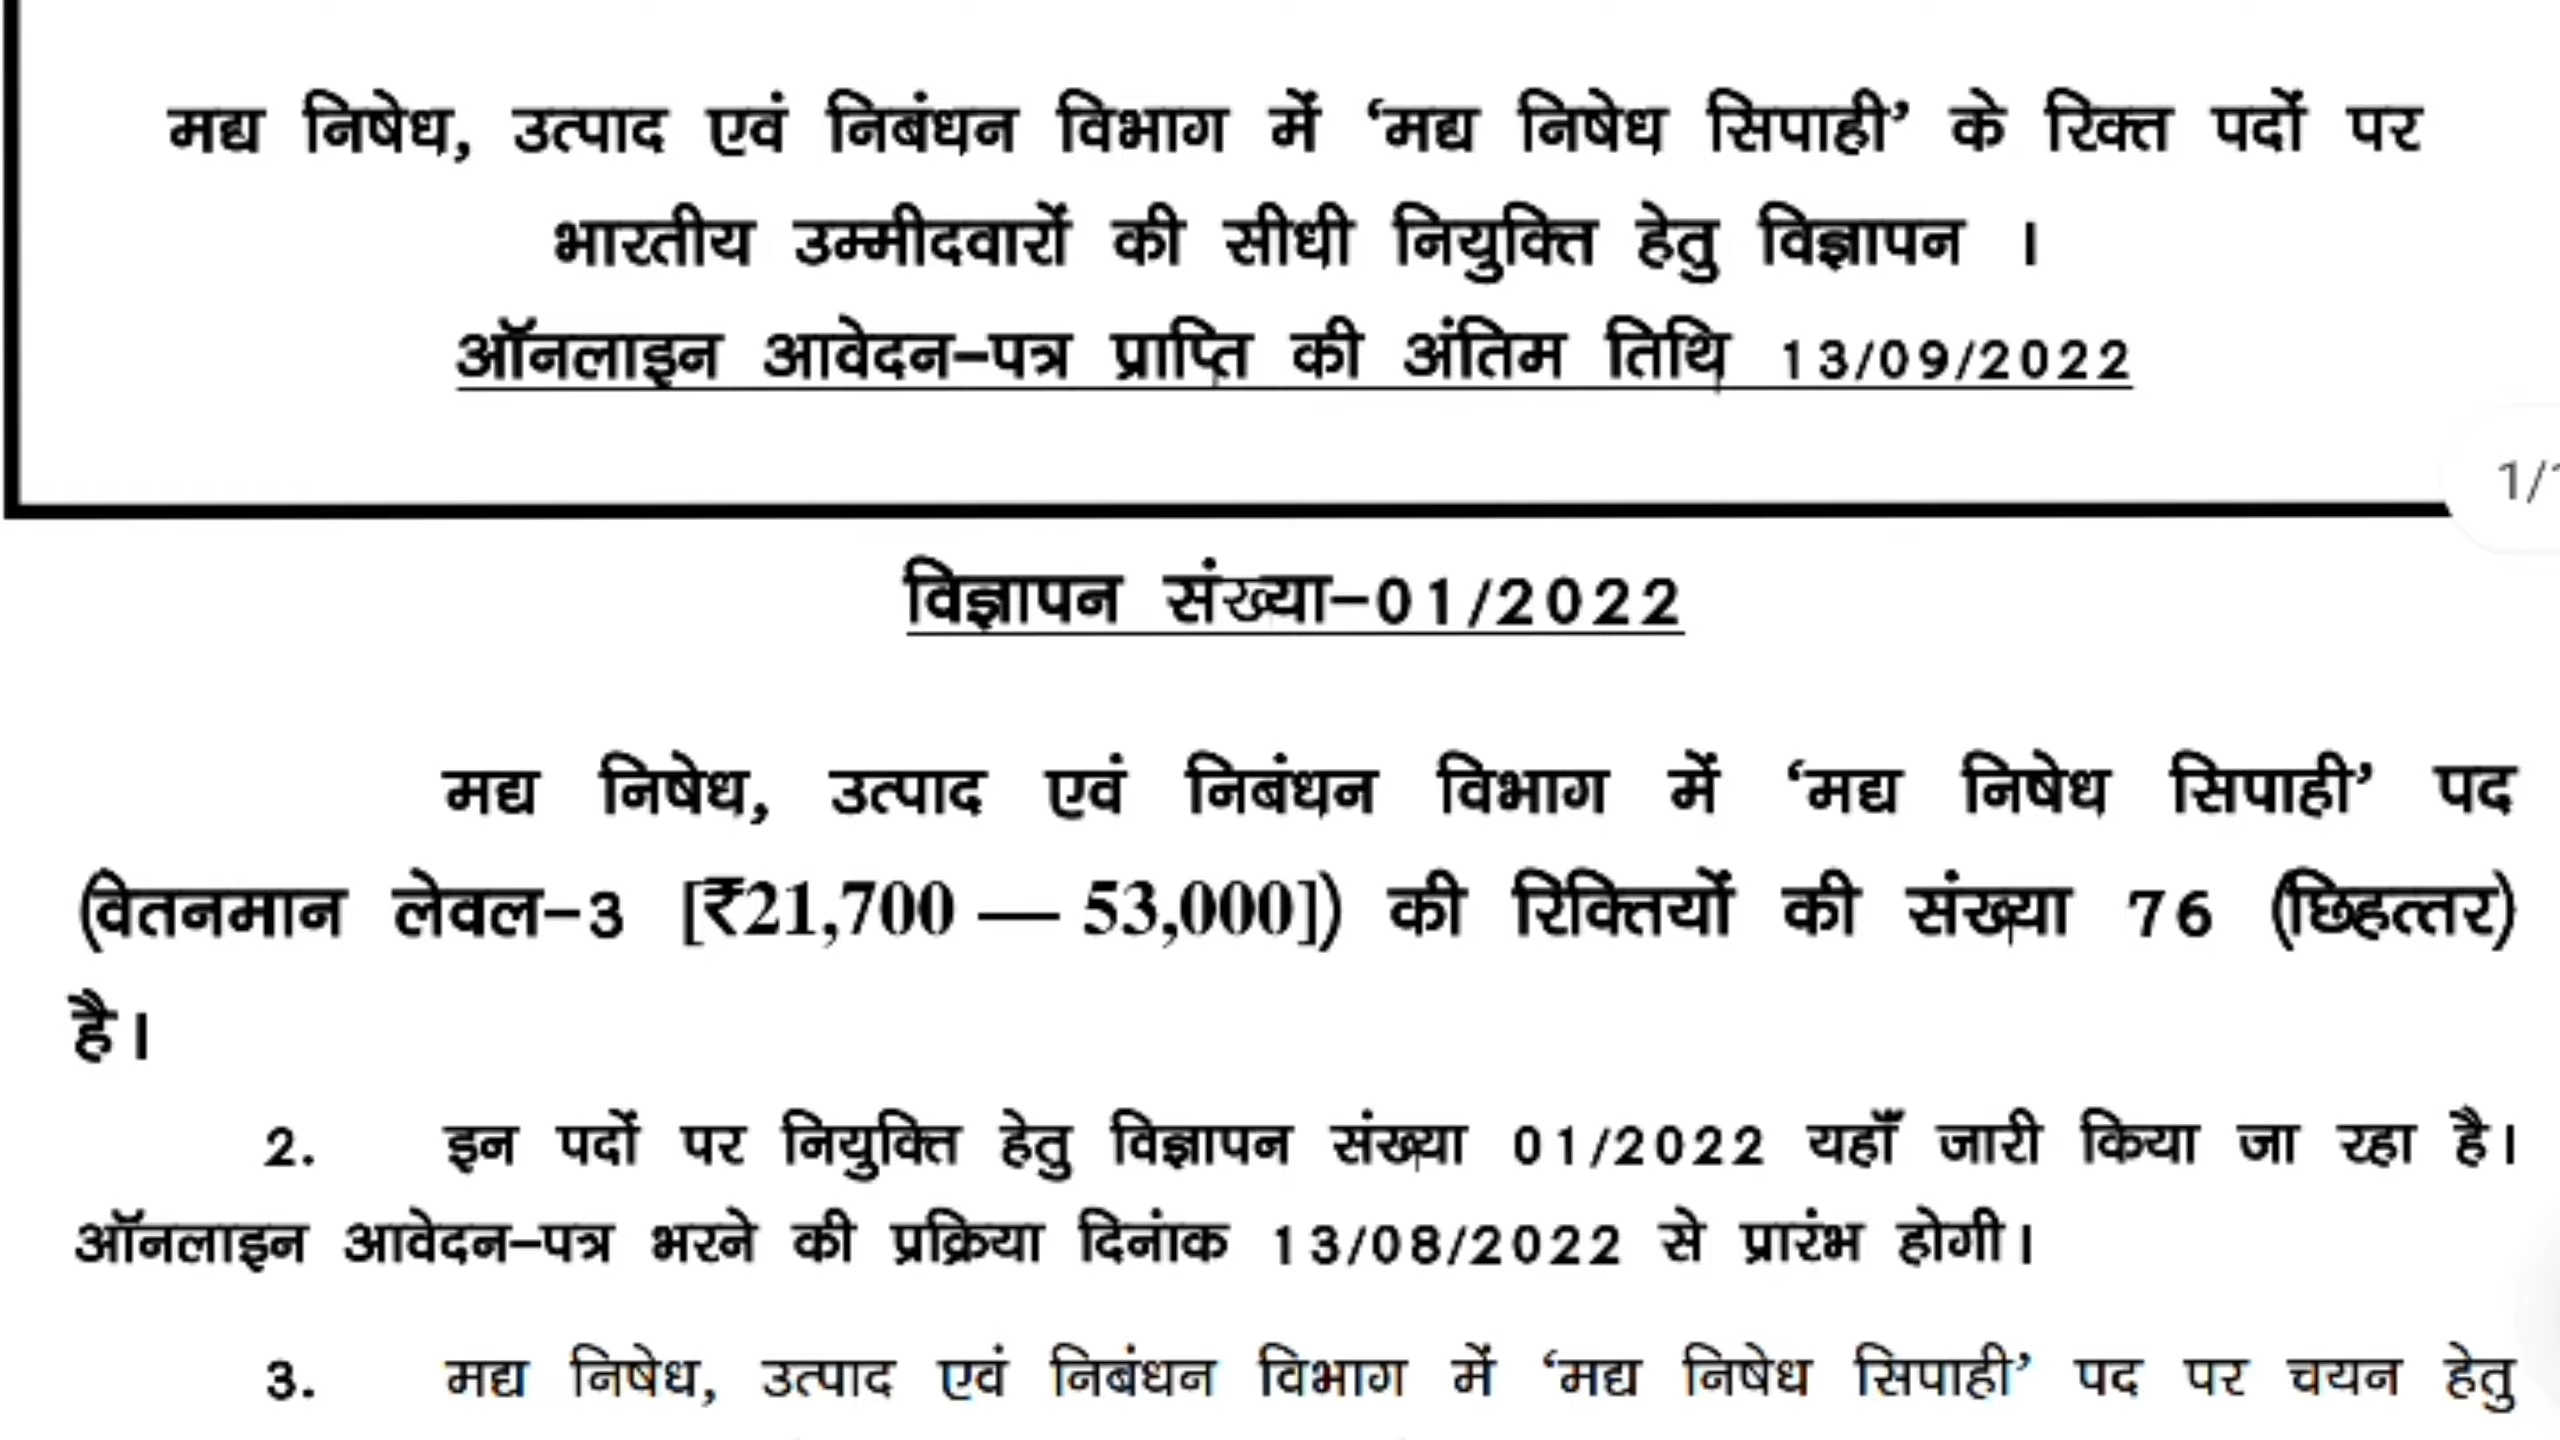 मद्य निषेध, उत्पाद एवं निबंधन विभाग में ‘मद्य निषेध सिपाही’ के रिक्त पदों पर
भारतीय उम्मीदवारों की सीधी नियुक्ति हेतु विज्ञापन ।
ऑनलाइन आवेदन–पत्र प्राप्ति की अंतिम तिथि 13/09/2022
विज्ञापन संख्या–01/2022
मद्य निषेध, उत्पाद एवं निबंधन विभाग में ‘मद्य निषेध सिपाही’ पद
(वेतनमान लेवल–3 [₹21,700 — 53,000]) की रिक्तियों की संख्या 76 (छिहत्तर)
है।
2. इन पदों पर नियुक्ति हेतु विज्ञापन संख्या 01/2022 यहाँ जारी किया जा रहा है।
ऑनलाइन आवेदन–पत्र भरने की प्रक्रिया दिनांक 13/08/2022 से प्रारंभ होगी।
3. मद्य निषेध, उत्पाद एवं निबंधन विभाग में ‘मद्य निषेध सिपाही’ पद पर चयन हेतु